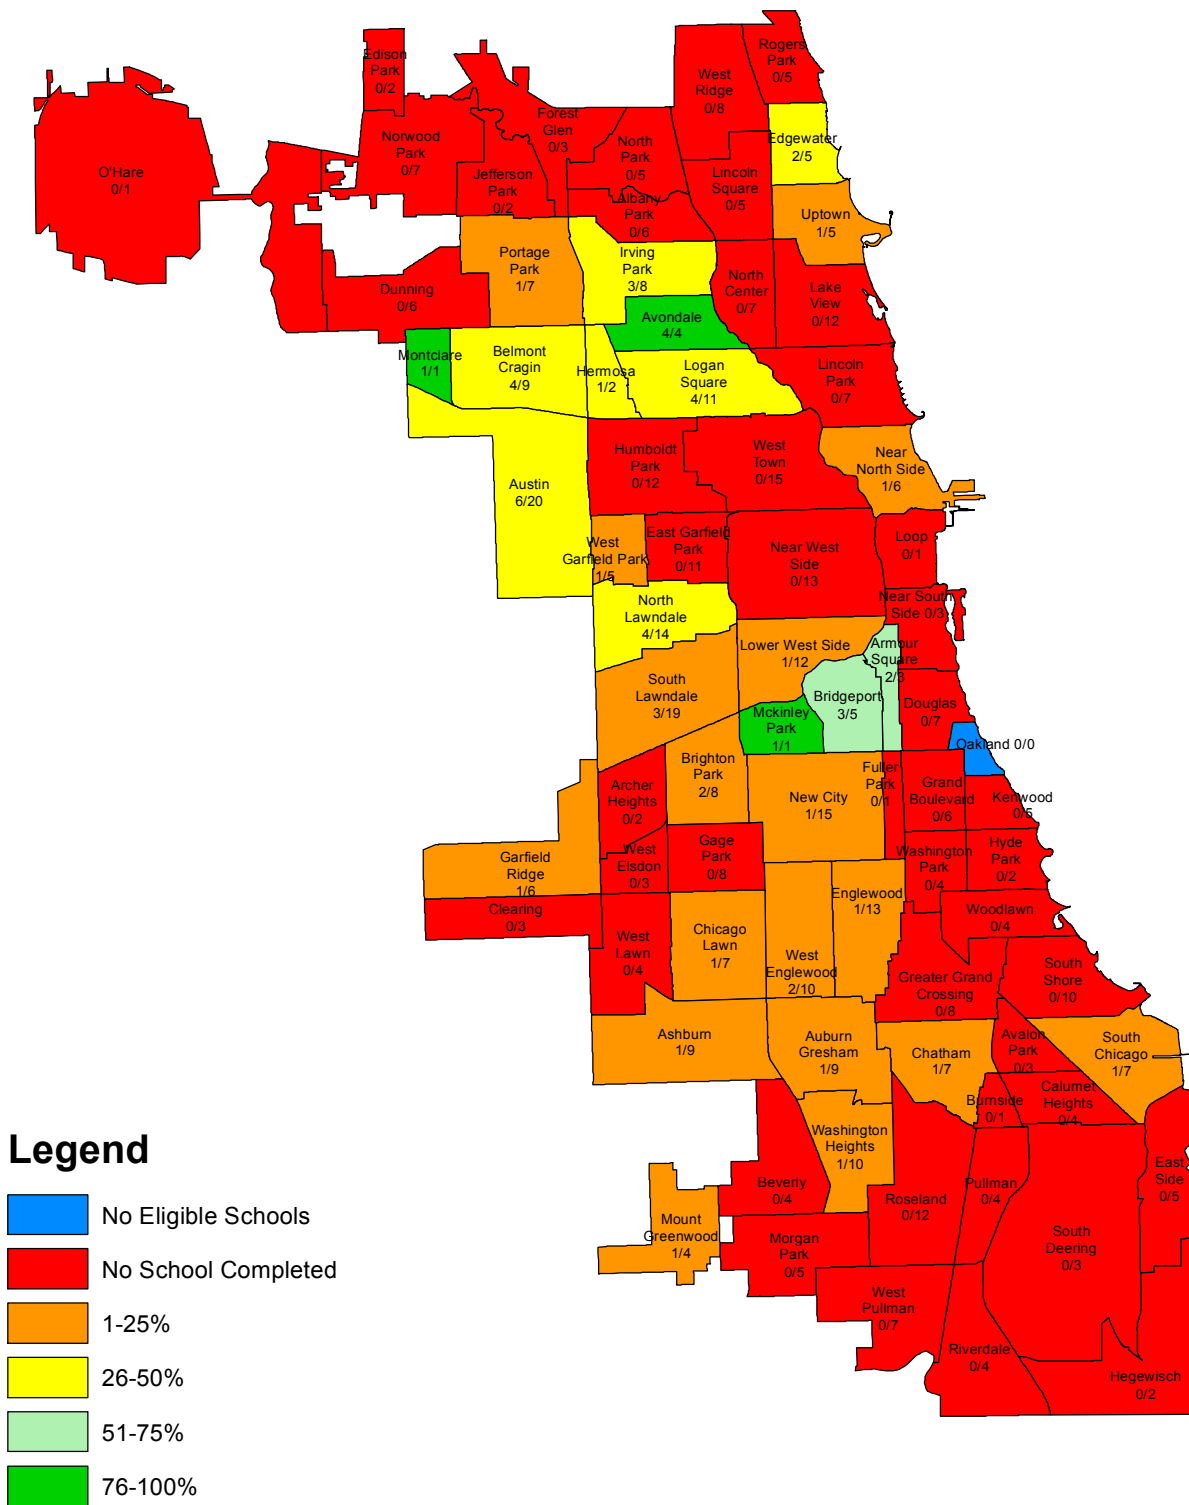 Edison
Park
0/2
Rogers
Park
0/5
West
Ridge
0/8
Forest
Glen
0/3
Norwood
Park
0/7
North
Park
0/5
Edgewater
2/5
O'Hare
0/1
Jefferson
Park
0/2
Lincoln
Square
0/5
Albany
Park
0/6
Uptown
1/5
Portage
Park
1/7
Irving
Park
3/8
North
Center
0/7
Lake
View
0/12
Dunning
0/6
Avondale
4/4
Montclare
1/1
Belmont
Cragin
4/9
Hermosa
1/2
Logan
Square
4/11
Lincoln
Park
0/7
Humboldt
Park
0/12
West
Town
0/15
Near
North Side
1/6
Austin
6/20
West
Garfield Park
1/5
East Garfield
Park
0/11
Near West
Side
0/13
Loop
0/1
North
Lawndale
4/14
Near South
Side 0/3
Lower West Side
1/12
Armour
Square
2/3
South
Lawndale
3/19
Bridgeport
3/5
Douglas
0/7
Mckinley
Park
1/1
Oakland 0/0
Brighton
Park
2/8
Archer
Heights
0/2
New City
1/15
Fuller
Park
0/1
Grand
Boulevard
0/6
Kenwood
0/5
Garfield
Ridge
1/6
West
Elsdon
0/3
Gage
Park
0/8
Washington
Park
0/4
Hyde
Park
0/2
Englewood
1/13
Clearing
0/3
Woodlawn
0/4
West
Lawn
0/4
Chicago
Lawn
1/7
West
Englewood
2/10
Greater Grand
Crossing
0/8
South
Shore
0/10
Ashburn
1/9
Auburn
Gresham
1/9
Chatham
1/7
Avalon
Park
0/3
South
Chicago
1/7
Burnside
0/1
Calumet
Heights
0/4
Washington
Heights
1/10
Beverly
0/4
Roseland
0/12
Pullman
0/4
East
Side
0/5
Mount
Greenwood
1/4
Morgan
Park
0/5
South
Deering
0/3
West
Pullman
0/7
Riverdale
0/4
Hegewisch
0/2
Legend
No Eligible Schools
No School Completed
1-25%
26-50%
51-75%
76-100%